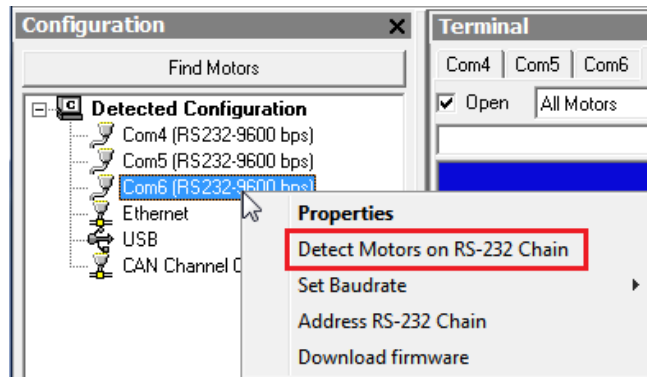 Configuration
Find Motors
Detected Configuration
Com4 (RS232-9600 bps)
Com5 (RS232-9600 bps)
Com6 (RS232-9600 bps)
Ethernet
USB
CAN Channel
Properties
Detect Motors on RS-232 Chain
Set Baudrate
Address RS-232 Chain
Download firmware
Terminal
Com4 Com5 Com6
Open All Motors